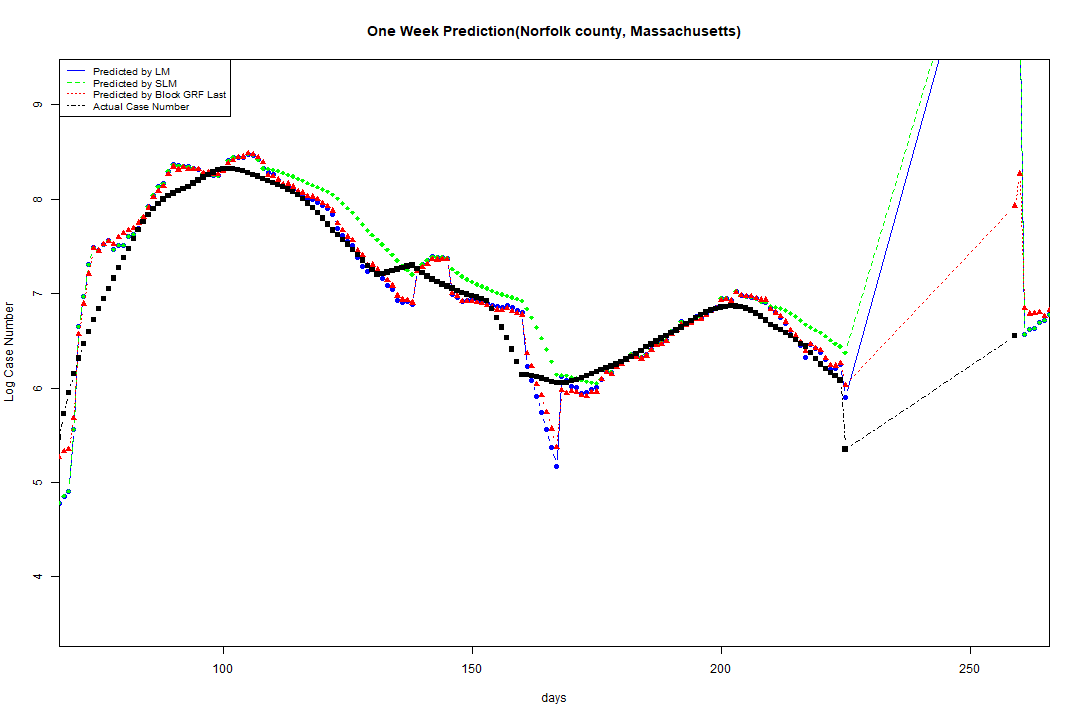 One Week Prediction(Norfolk county, Massachusetts)
Predicted by LM
Predicted by SLM
Predicted by Block GRF Last
Actual Case Number
9
8
7
6
5
4
Log Case Number
100 150 200 250
days